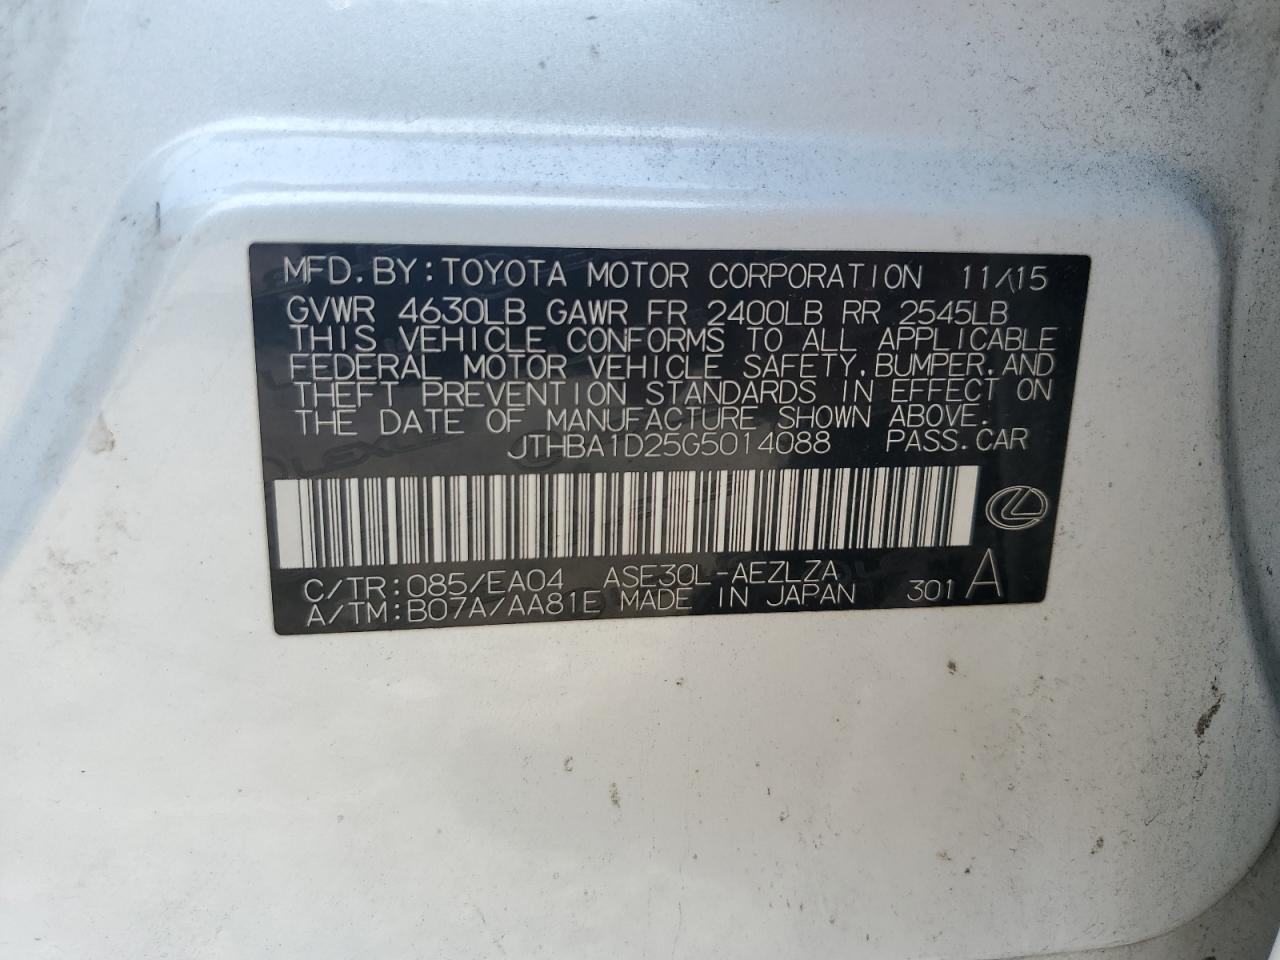 MFD.BY:TOYOTA MOTOR CORPORATION 11/15
GVWR 4630LB GAWR FR 2400LB RR 2545LB
THIS VEHICLE CONFORMS TO ALL APPLICABLE
FEDERAL MOTOR VEHICLE SAFETY,BUMPER,AND
THEFT PREVENTION STANDARDS IN EFFECT ON
THE DATE OF MANUFACTURE SHOWN ABOVE.
JTHBA1D25G5014088 PASS.CAR
C/TR:085/EA04 ASE30L-AEZLZA
A/TM:B07A/AA81E MADE IN JAPAN 301 A